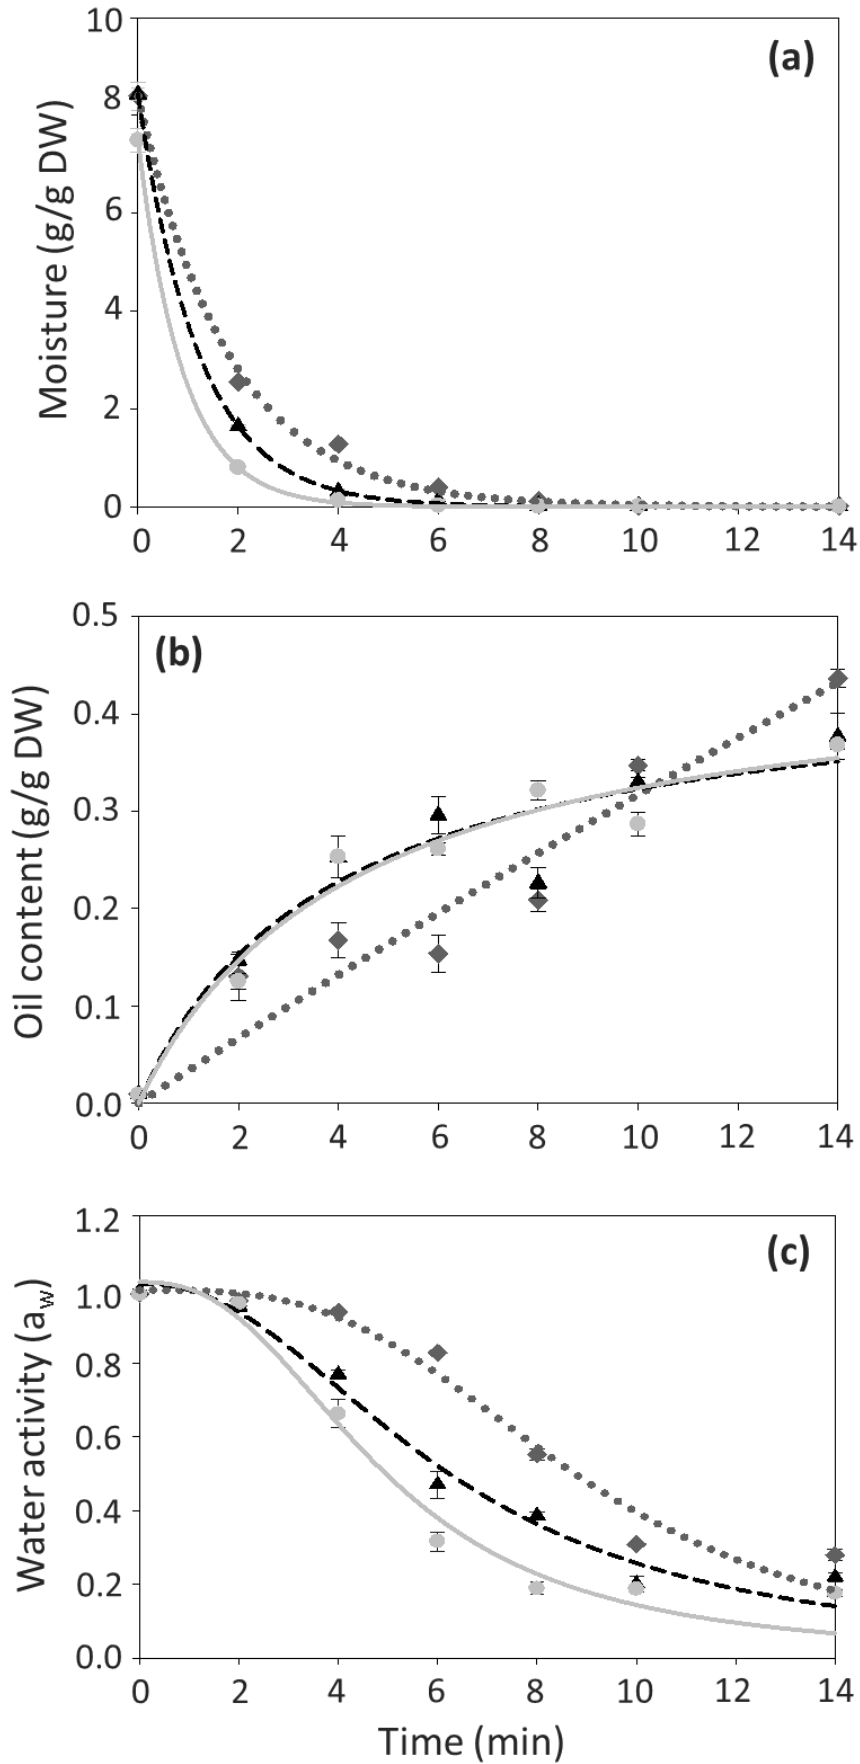 (a)
Moisture (g/g DW)
10
8
6
4
2
0
0 2 4 6 8 10 12 14
(b)
Oil content (g/g DW)
0.5
0.4
0.3
0.2
0.1
0.0
0 2 4 6 8 10 12 14
(c)
Water activity (a_w)
1.2
1.0
0.8
0.6
0.4
0.2
0.0
0 2 4 6 8 10 12 14
Time (min)